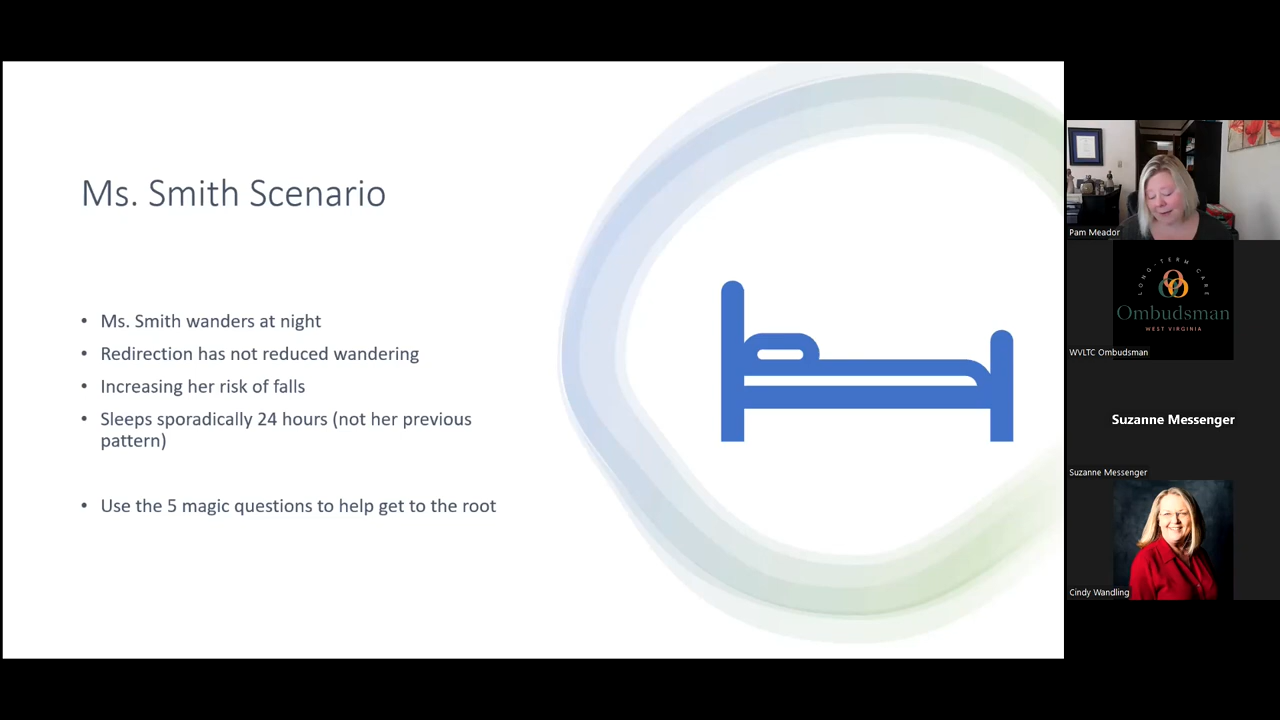 Ms. Smith Scenario
• Ms. Smith wanders at night
• Redirection has not reduced wandering
• Increasing her risk of falls
• Sleeps sporadically 24 hours (not her previous
pattern)
• Use the 5 magic questions to help get to the root
Pam Meador
LONG-TERM CARE
Ombudsman
WEST VIRGINIA
WVLTC Ombudsman
Suzanne Messenger
Suzanne Messenger
Cindy Wandling